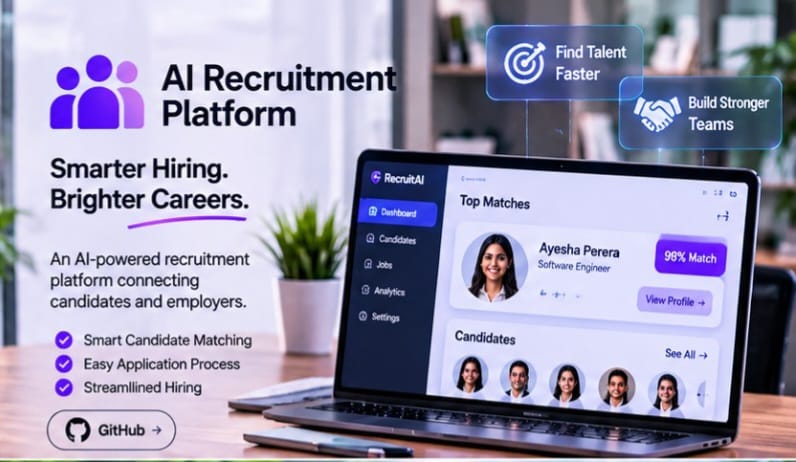 AI Recruitment
Platform
Smarter Hiring.
Brighter Careers.
An AI-powered recruitment
platform connecting
candidates and employers.
Smart Candidate Matching
Easy Application Process
Streamllined Hiring
GitHub →
Find Talent
Faster
Build Stronger
Teams
RecruitAI
Dashboard
Candidates
Jobs
Analytics
Settings
Top Matches
Ayesha Perera
Software Engineer
98% Match
View Profile →
Candidates
See All →